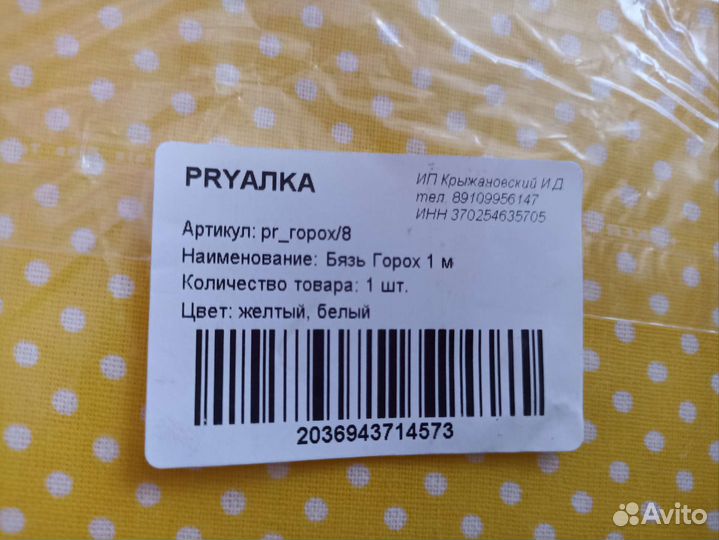 PRYАЛКА
ИП Крыжановский И.Д
тел. 89109956147
ИНН 370254635705
Артикул: pr_ropox/8
Наименование: Бязь Горох 1 м
Количество товара: 1 шт.
Цвет: желтый, белый
2036943714573
Avito